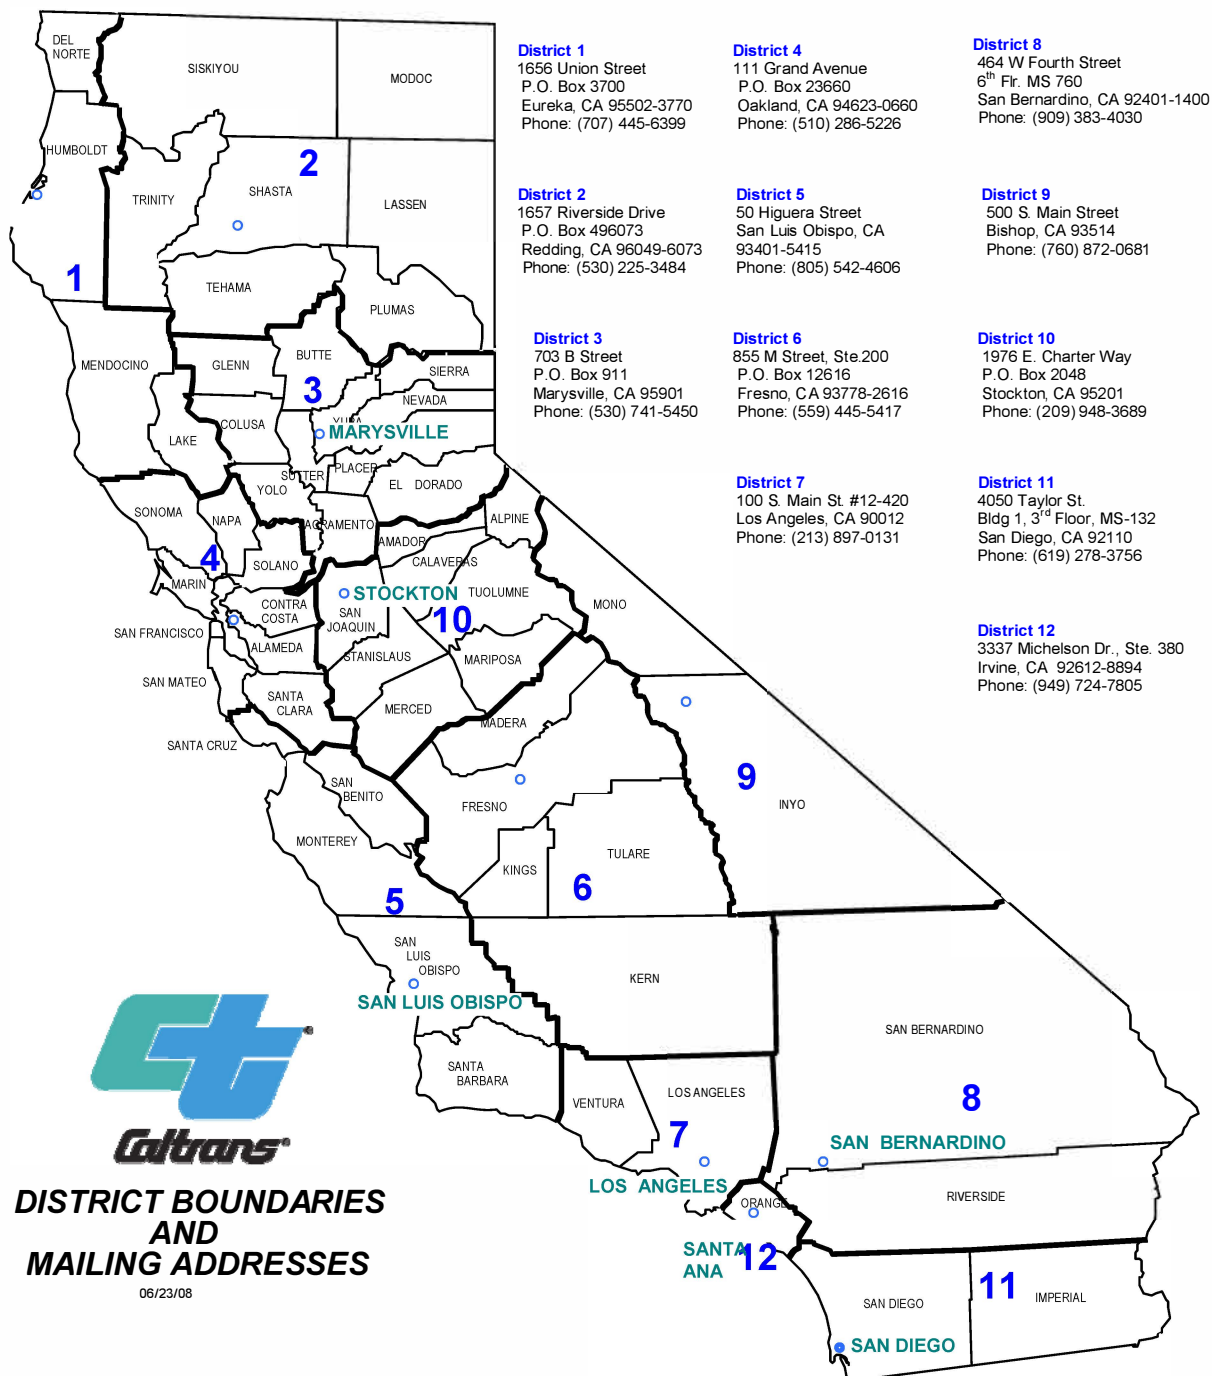 District 1
1656 Union Street
P.O. Box 3700
Eureka, CA 95502-3770
Phone: (707) 445-6399
District 4
111 Grand Avenue
P.O. Box 23660
Oakland, CA 94623-0660
Phone: (510) 286-5226
District 8
464 W Fourth Street
6th Flr. MS 760
San Bernardino, CA 92401-1400
Phone: (909) 383-4030
District 2
1657 Riverside Drive
P.O. Box 496073
Redding, CA 96049-6073
Phone: (530) 225-3484
District 5
50 Higuera Street
San Luis Obispo, CA
93401-5415
Phone: (805) 542-4606
District 9
500 S. Main Street
Bishop, CA 93514
Phone: (760) 872-0681
District 3
703 B Street
P.O. Box 911
Marysville, CA 95901
Phone: (530) 741-5450
District 6
855 M Street, Ste.200
P.O. Box 12616
Fresno, CA 93778-2616
Phone: (559) 445-5417
District 10
1976 E. Charter Way
P.O. Box 2048
Stockton, CA 95201
Phone: (209) 948-3689
District 7
100 S. Main St. #12-420
Los Angeles, CA 90012
Phone: (213) 897-0131
District 11
4050 Taylor St.
Bldg 1, 3rd Floor, MS-132
San Diego, CA 92110
Phone: (619) 278-3756
District 12
3337 Michelson Dr., Ste. 380
Irvine, CA 92612-8894
Phone: (949) 724-7805
DEL
NORTE
SISKIYOU
MODOC
HUMBOLDT
2
TRINITY
SHASTA
LASSEN
1
TEHAMA
PLUMAS
MENDOCINO
GLENN
BUTTE
SIERRA
3
NEVADA
COLUSA
YUBA
MARYSVILLE
LAKE
SUTTER
PLACER
YOLO
EL DORADO
SONOMA
NAPA
SACRAMENTO
ALPINE
AMADOR
4
SOLANO
CALAVERAS
MARIN
STOCKTON
TUOLUMNE
CONTRA
COSTA
SAN
JOAQUIN
10
MONO
SAN FRANCISCO
ALAMEDA
STANISLAUS
MARIPOSA
SAN MATEO
SANTA
CLARA
MERCED
MADERA
SANTA CRUZ
SAN
BENITO
FRESNO
9
INYO
MONTEREY
KINGS
TULARE
6
5
SAN
LUIS
OBISPO
KERN
SAN LUIS OBISPO
SAN BERNARDINO
SANTA
BARBARA
VENTURA
LOS ANGELES
8
7
SAN BERNARDINO
LOS ANGELES
ORANGE
RIVERSIDE
SANTA
ANA
12
11
SAN DIEGO
IMPERIAL
SAN DIEGO
Caltrans
DISTRICT BOUNDARIES
AND
MAILING ADDRESSES
06/23/08